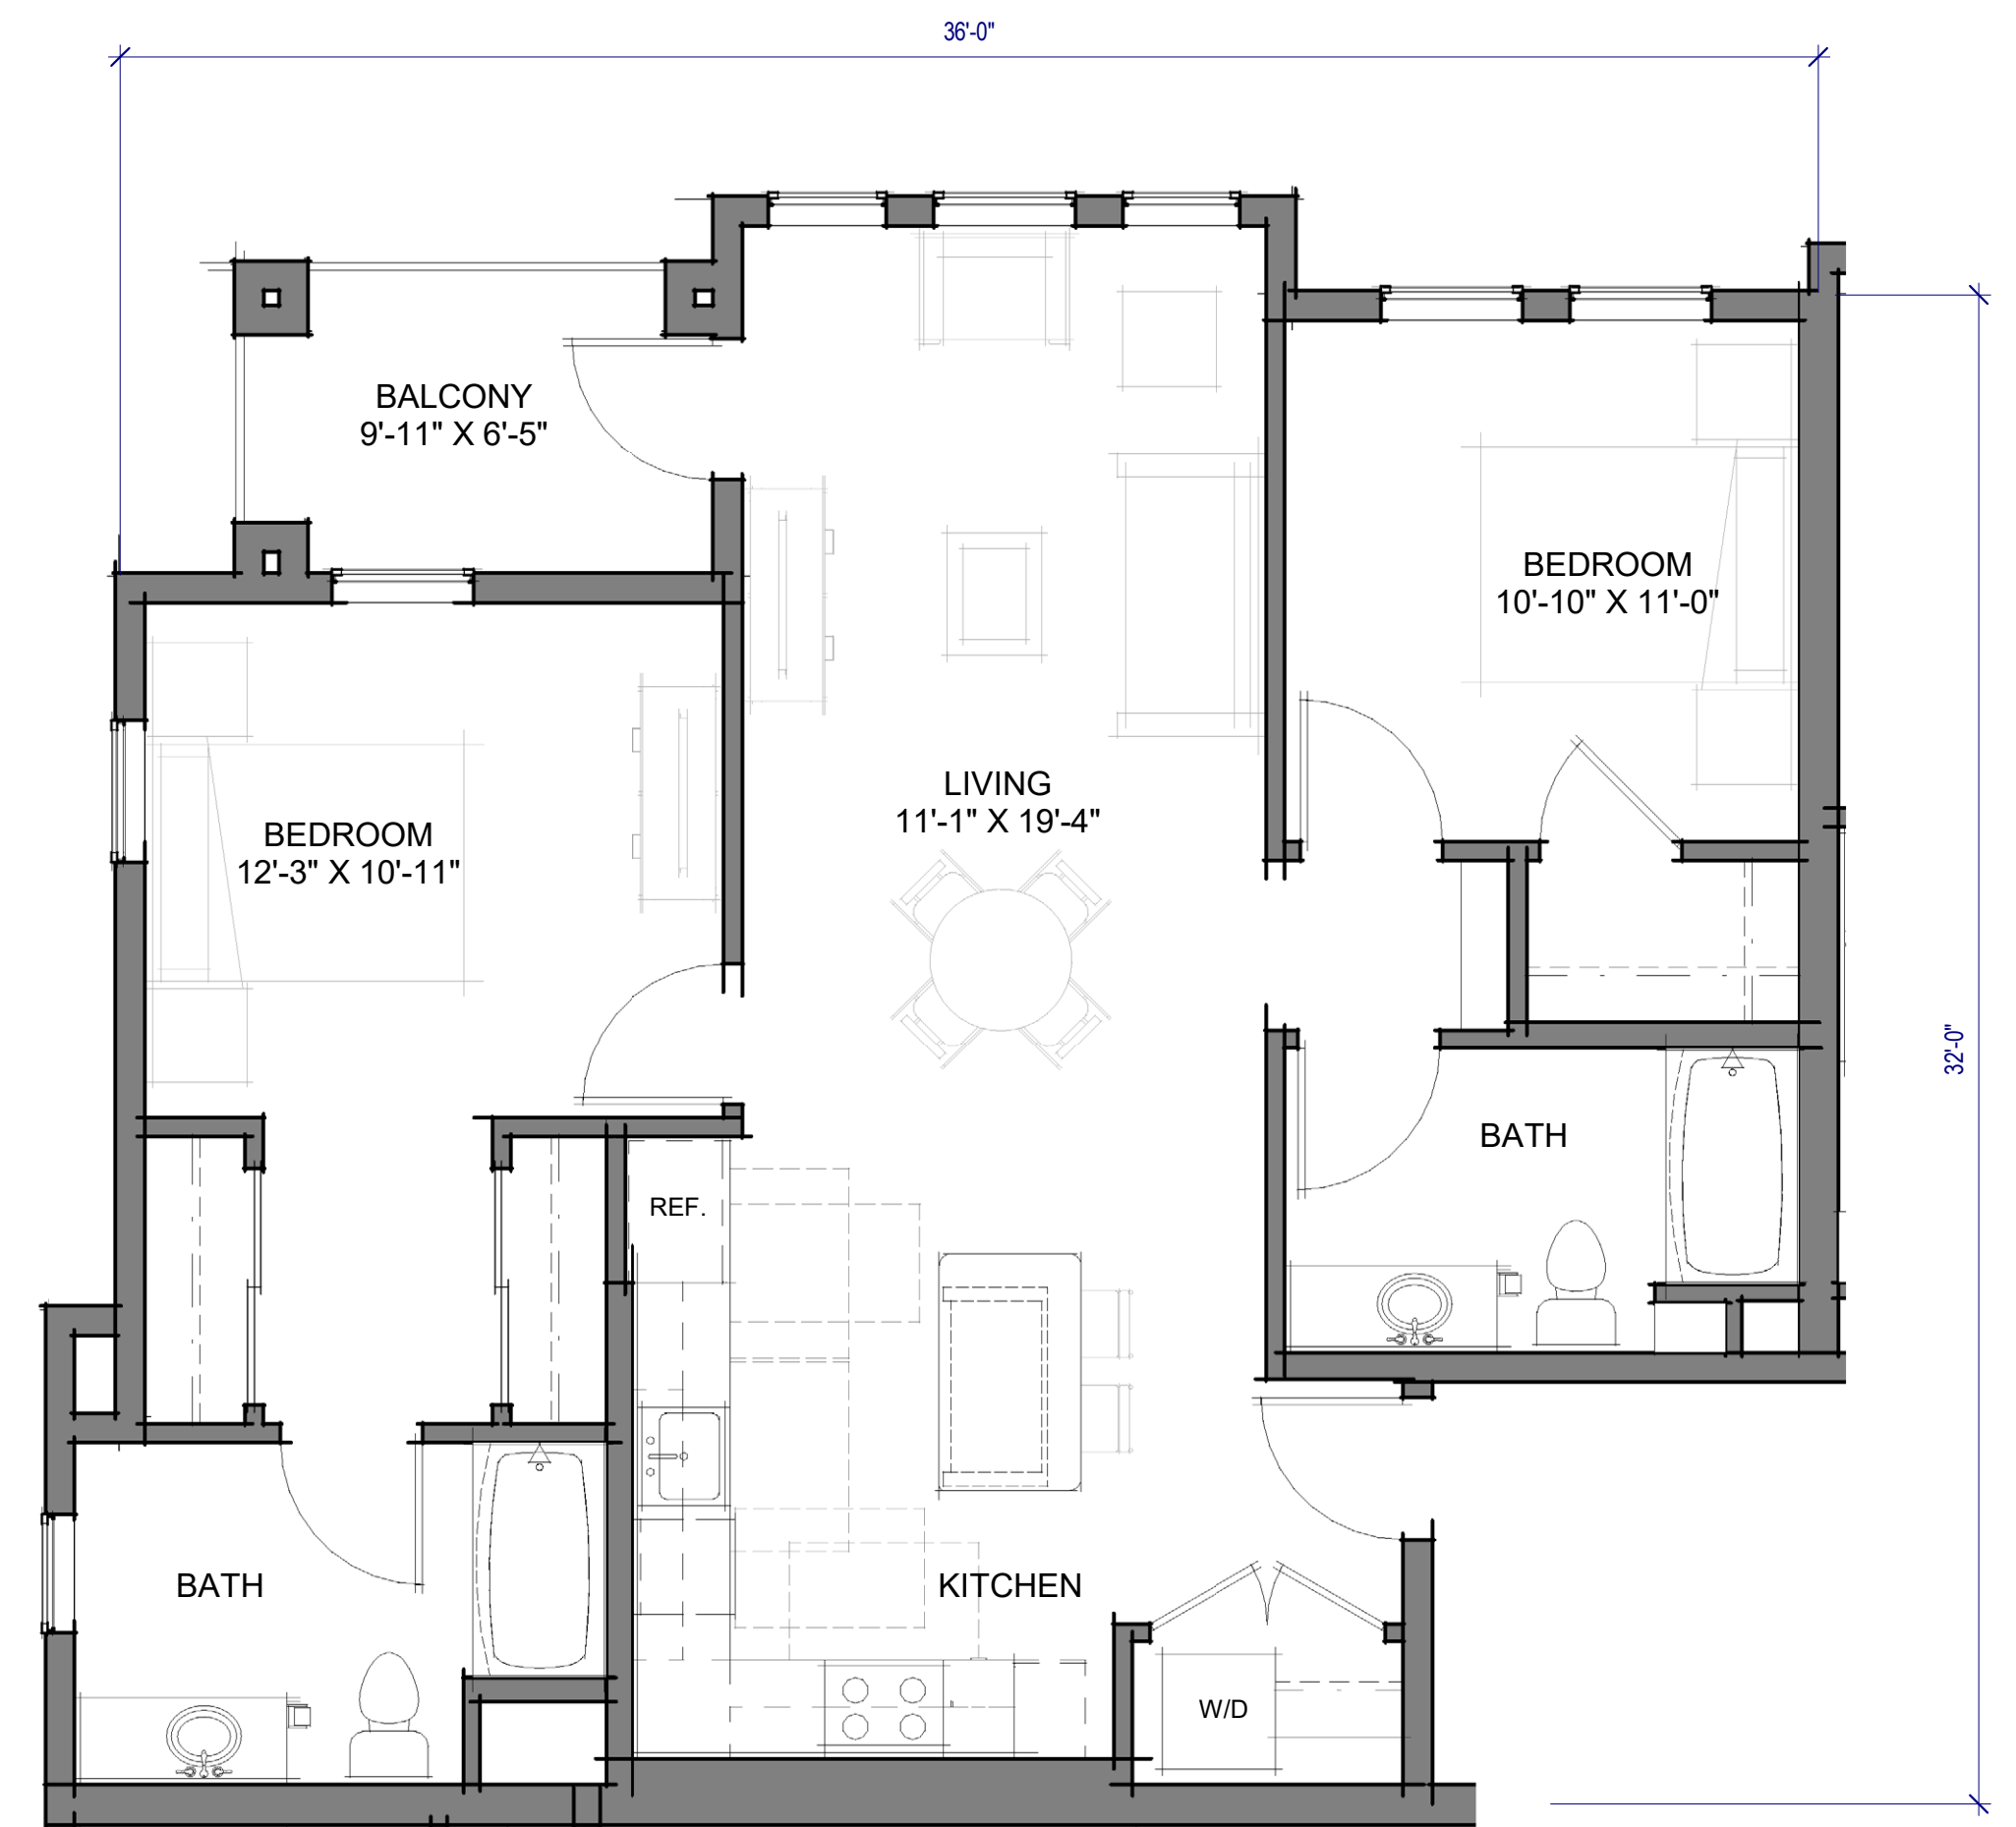 36'-0"
BALCONY
9'-11" X 6'-5"
BEDROOM
10'-10" X 11'-0"
LIVING
11'-1" X 19'-4"
BEDROOM
12'-3" X 10'-11"
32'-0"
BATH
REF.
BATH
KITCHEN
W/D